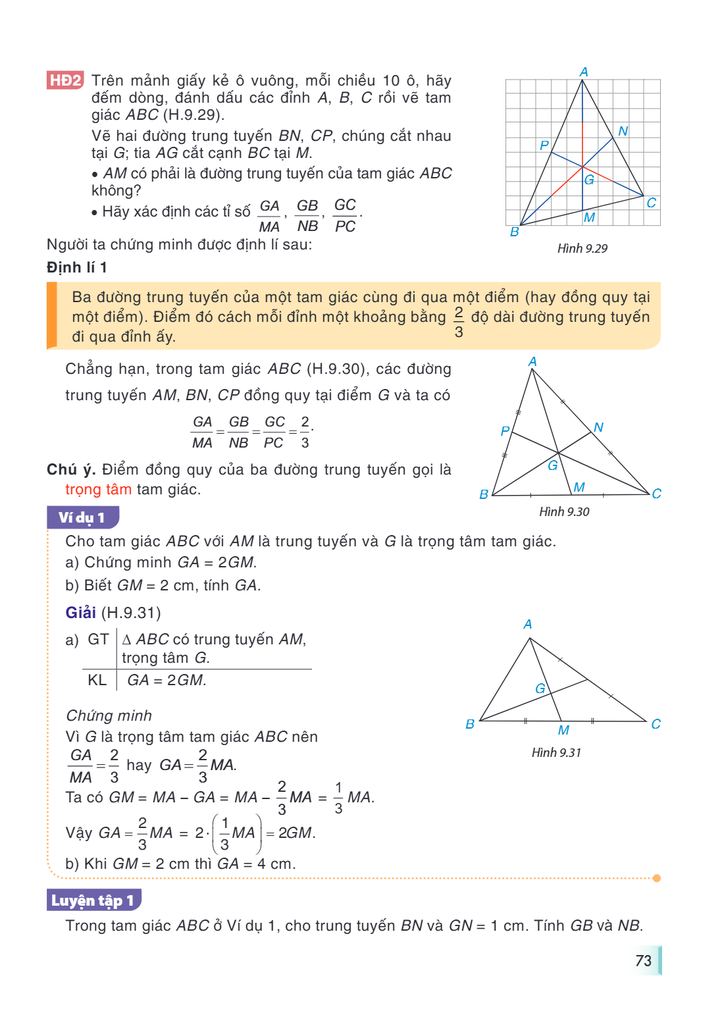 HĐ2 Trên mảnh giấy kẻ ô vuông, mỗi chiều 10 ô, hãy
đếm dòng, đánh dấu các đỉnh A, B, C rồi vẽ tam
giác ABC (H.9.29).
Vẽ hai đường trung tuyến BN, CP, chúng cắt nhau
tại G; tia AG cắt cạnh BC tại M.
• AM có phải là đường trung tuyến của tam giác ABC
không?
• Hãy xác định các tỉ số GA/MA, GB/NB, GC/PC.
A
N
P
G
C
M
B
Hình 9.29
Người ta chứng minh được định lí sau:
Định lí 1
Ba đường trung tuyến của một tam giác cùng đi qua một điểm (hay đồng quy tại
một điểm). Điểm đó cách mỗi đỉnh một khoảng bằng 2/3 độ dài đường trung tuyến
đi qua đỉnh ấy.
Chẳng hạn, trong tam giác ABC (H.9.30), các đường
trung tuyến AM, BN, CP đồng quy tại điểm G và ta có
GA/MA = GB/NB = GC/PC = 2/3.
Chú ý. Điểm đồng quy của ba đường trung tuyến gọi là
trọng tâm tam giác.
A
P
N
G
M
B
C
Hình 9.30
Ví dụ 1
Cho tam giác ABC với AM là trung tuyến và G là trọng tâm tam giác.
a) Chứng minh GA = 2GM.
b) Biết GM = 2 cm, tính GA.
Giải (H.9.31)
a) GT Δ ABC có trung tuyến AM,
trọng tâm G.
KL GA = 2GM.
A
G
B
M
C
Hình 9.31
Chứng minh
Vì G là trọng tâm tam giác ABC nên
GA/MA = 2/3 hay GA = 2/3 MA.
Ta có GM = MA – GA = MA – 2/3 MA = 1/3 MA.
Vậy GA = 2/3 MA = 2·(1/3 MA) = 2GM.
b) Khi GM = 2 cm thì GA = 4 cm.
Luyện tập 1
Trong tam giác ABC ở Ví dụ 1, cho trung tuyến BN và GN = 1 cm. Tính GB và NB.
73